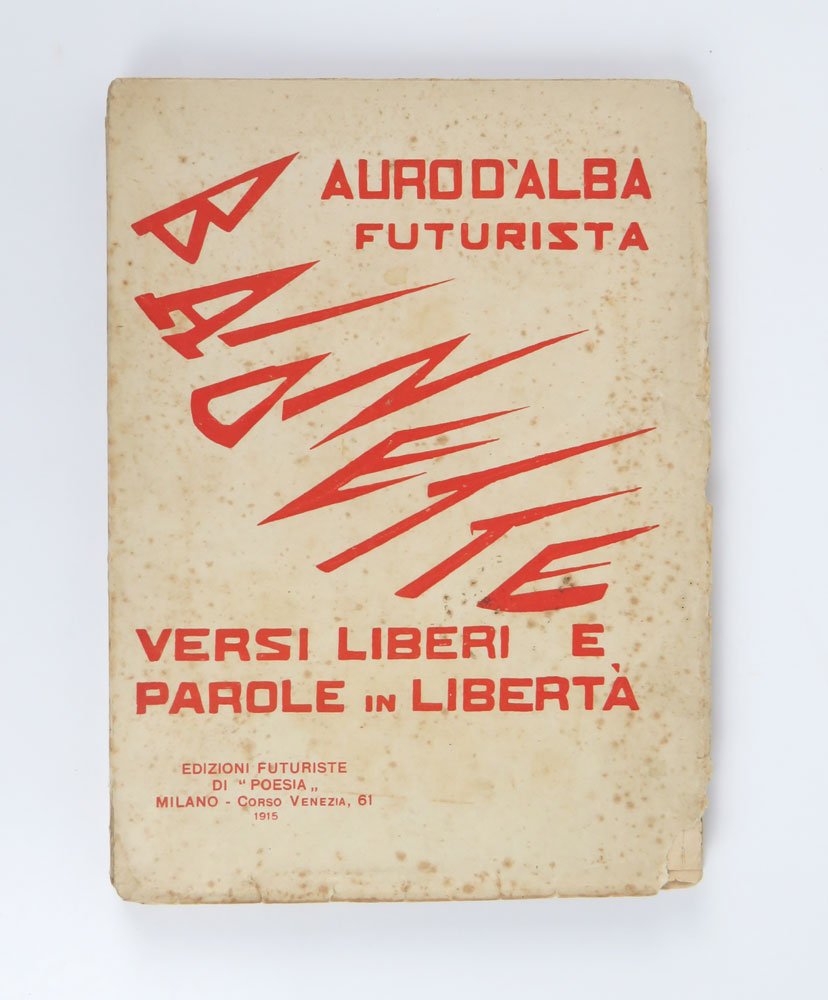 AURO D'ALBA
FUTURISTA
BAIONETTE
VERSI LIBERI E
PAROLE IN LIBERTÀ
EDIZIONI FUTURISTE
DI "POESIA„
MILANO - CORSO VENEZIA, 61
1915